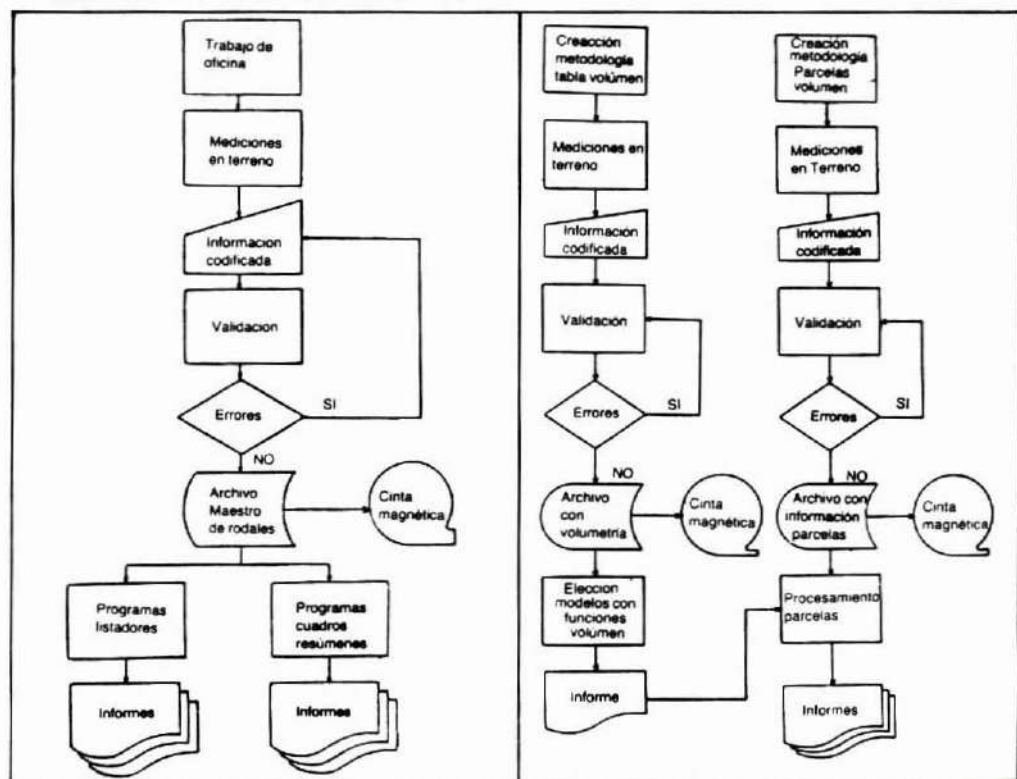 Trabajo de
oficina
Mediciones
en terreno
Información
codificada
Validacion
Errores
SI
NO
Archivo
Maestro
de rodales
Cinta
magnética
Programas
listadores
Programas
cuadros
resúmenes
Informes
Informes
Creacción
metodología
tabla volúmen
Mediciones en
terreno
Información
codificada
Validación
Errores
SI
NO
Archivo
con
volumetría
Cinta
magnética
Eleccion
modelos con
funciones
volumen
Informe
Creación
metodología
Parcelas
volumen
Mediciones
en Terreno
Información
codificada
Validación
Errores
SI
NO
Archivo con
información
parcelas
Cinta
magnética
Procesamiento
parcelas
Informes